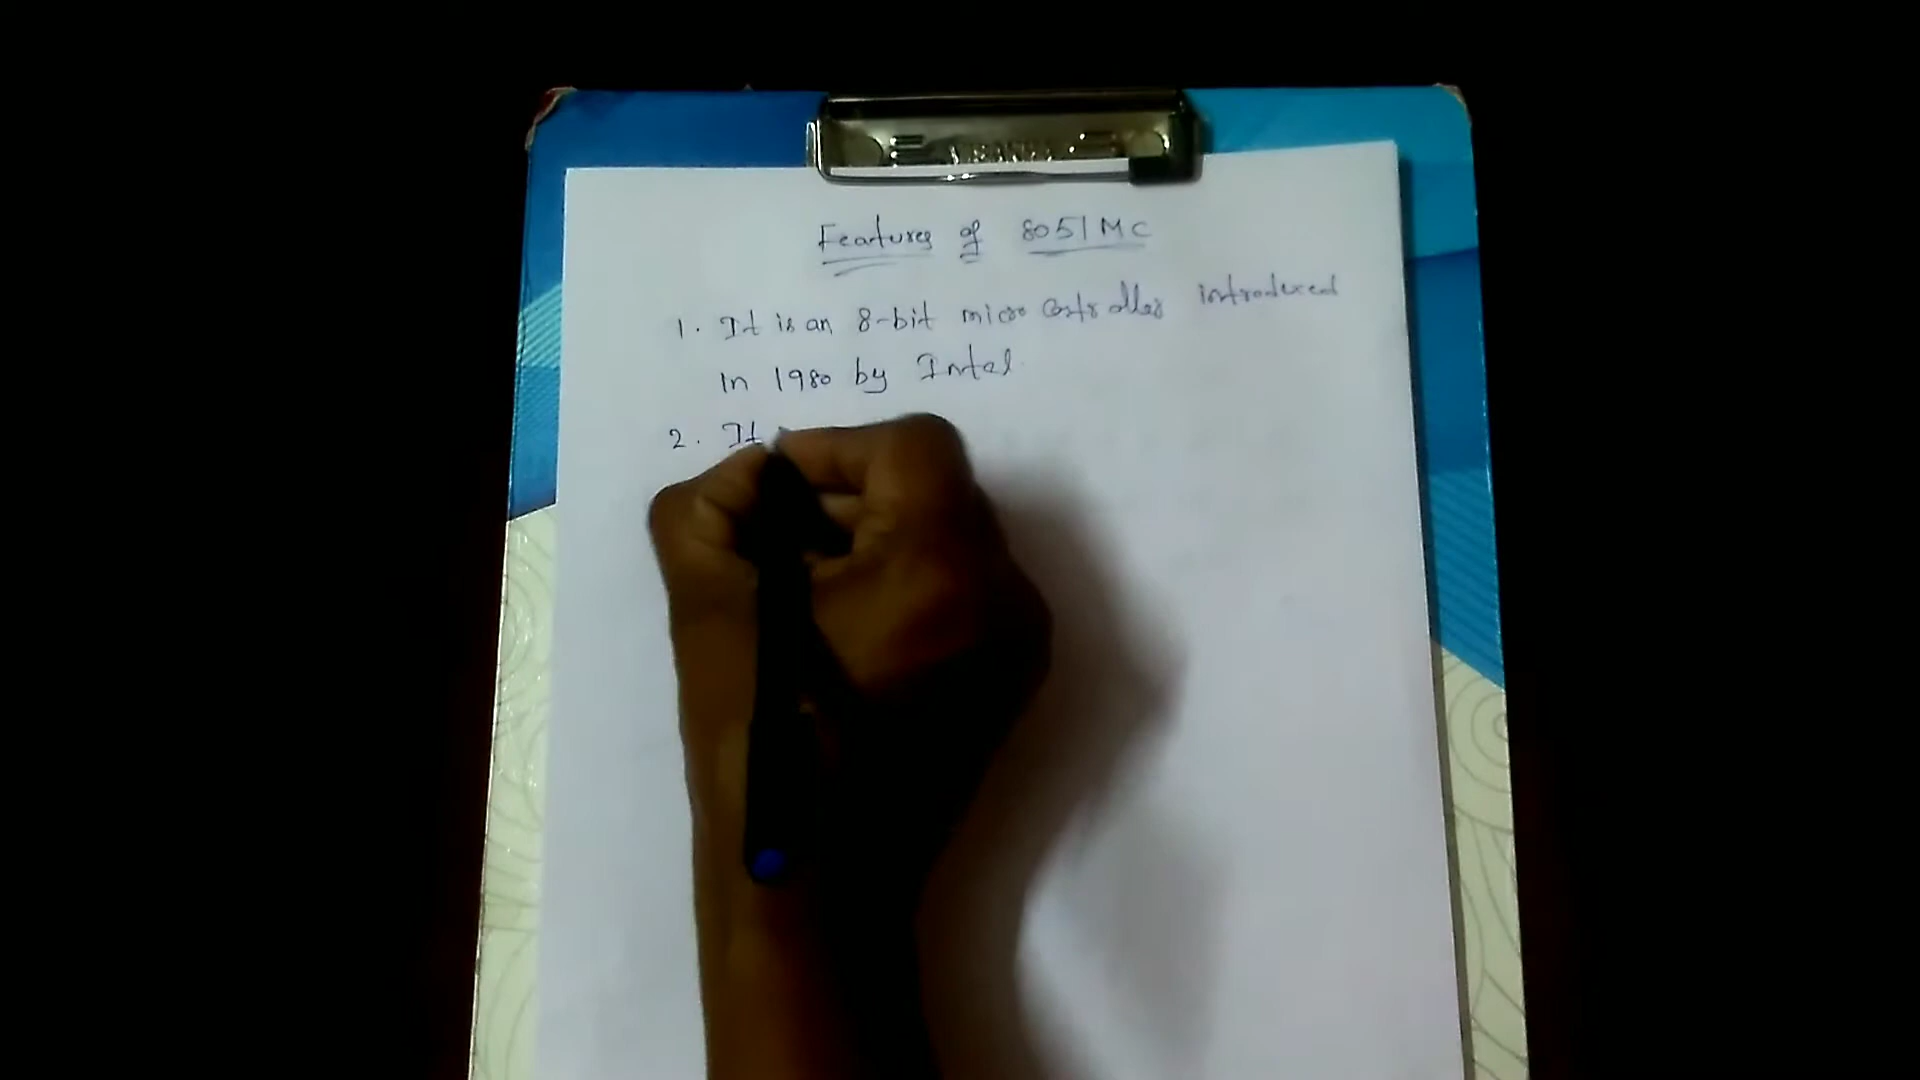 Features of 8051 MC
1. It is an 8-bit micro controller introduced
in 1980 by Intel.
2. It